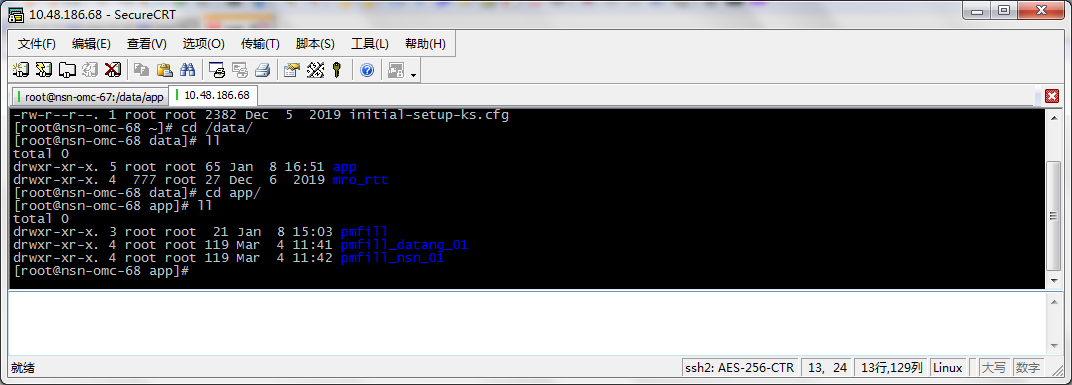 10.48.186.68 - SecureCRT
文件(F) 编辑(E) 查看(V) 选项(O) 传输(T) 脚本(S) 工具(L) 帮助(H)
root@nsn-omc-67:/data/app 10.48.186.68
-rw-r--r--. 1 root root 2382 Dec  5  2019 initial-setup-ks.cfg
[root@nsn-omc-68 ~]# cd /data/
[root@nsn-omc-68 data]# ll
total 0
drwxr-xr-x. 5 root root 65 Jan  8 16:51 app
drwxr-xr-x. 4  777 root 27 Dec  6  2019 mro_rtt
[root@nsn-omc-68 data]# cd app/
[root@nsn-omc-68 app]# ll
total 0
drwxr-xr-x. 3 root root  21 Jan  8 15:03 pmfill
drwxr-xr-x. 4 root root 119 Mar  4 11:41 pmfill_datang_01
drwxr-xr-x. 4 root root 119 Mar  4 11:42 pmfill_nsn_01
[root@nsn-omc-68 app]#
就绪 ssh2: AES-256-CTR 13, 24 13行,129列 Linux 大写 数字